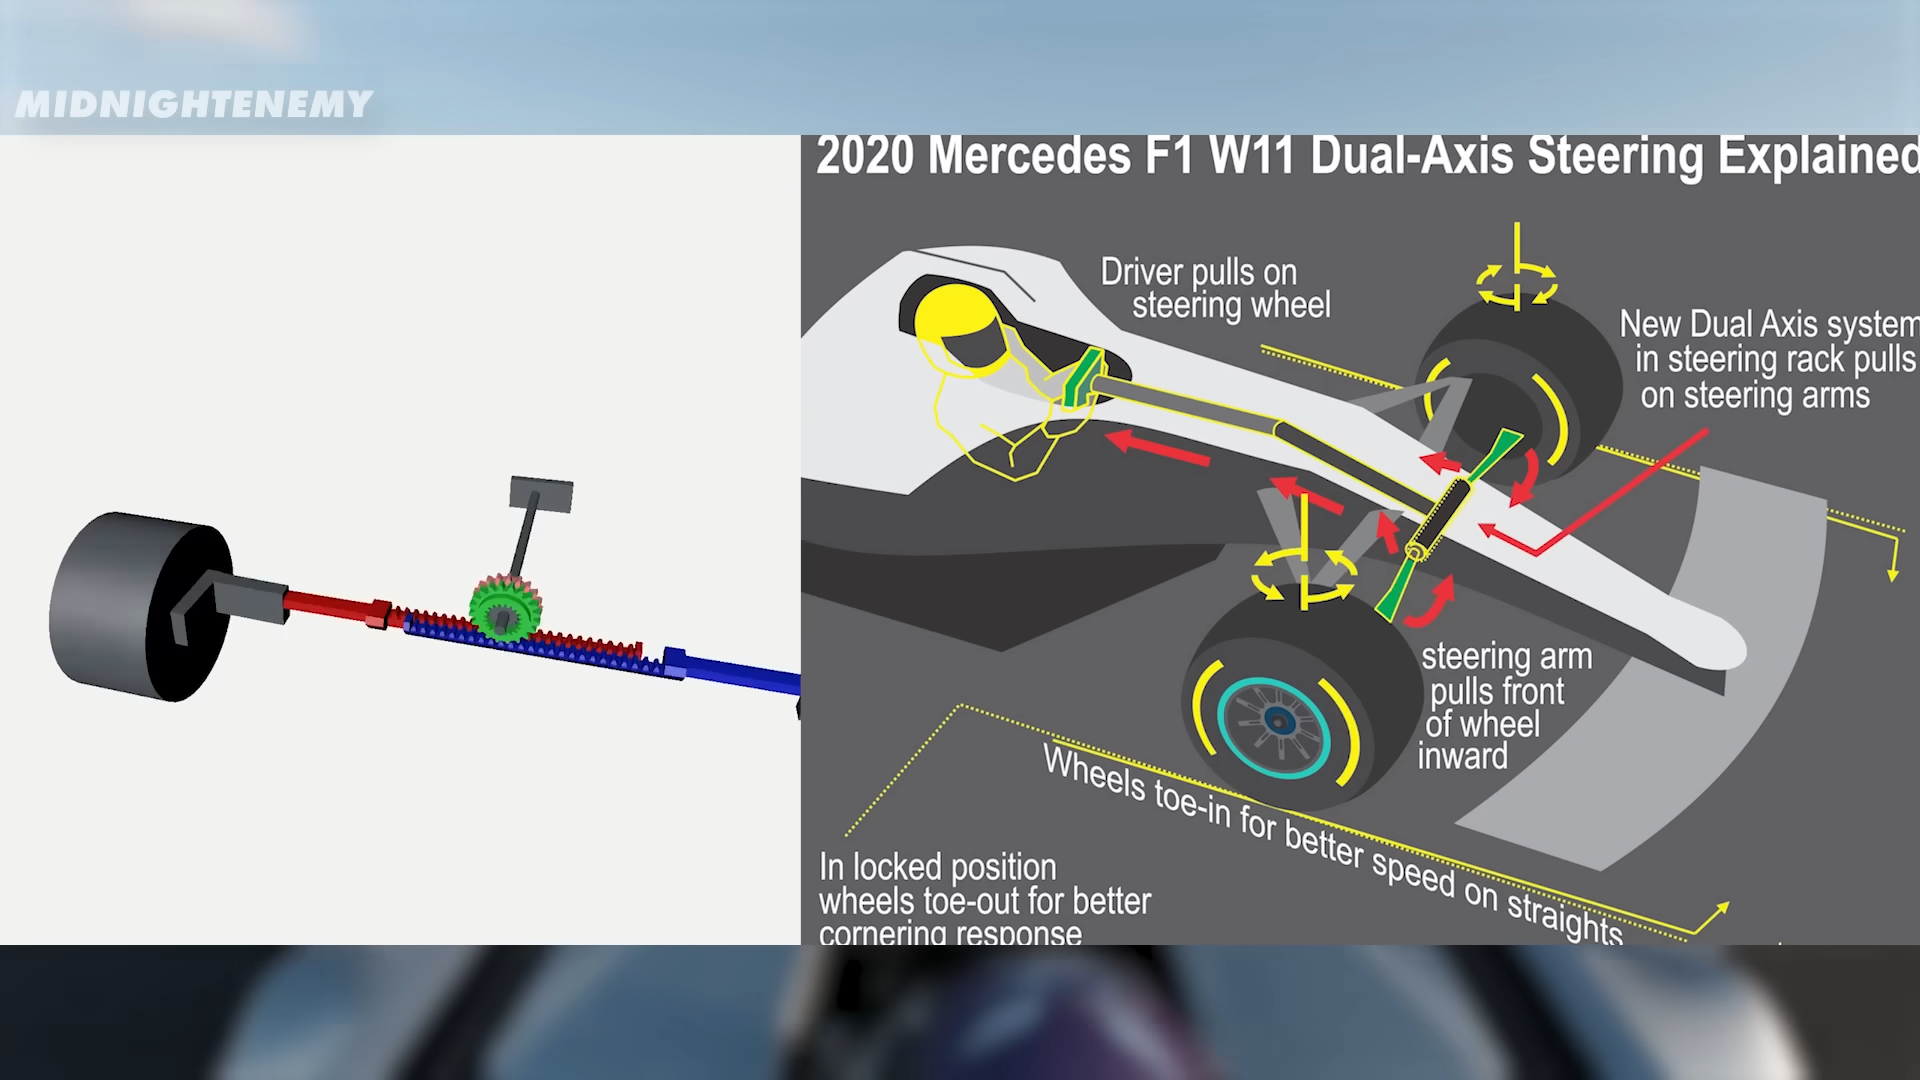 MIDNIGHTENEMY
2020 Mercedes F1 W11 Dual-Axis Steering Explained
Driver pulls on
steering wheel
New Dual Axis system
in steering rack pulls
on steering arms
steering arm
pulls front
of wheel
inward
Wheels toe-in for better speed on straights
In locked position
wheels toe-out for better
cornering response